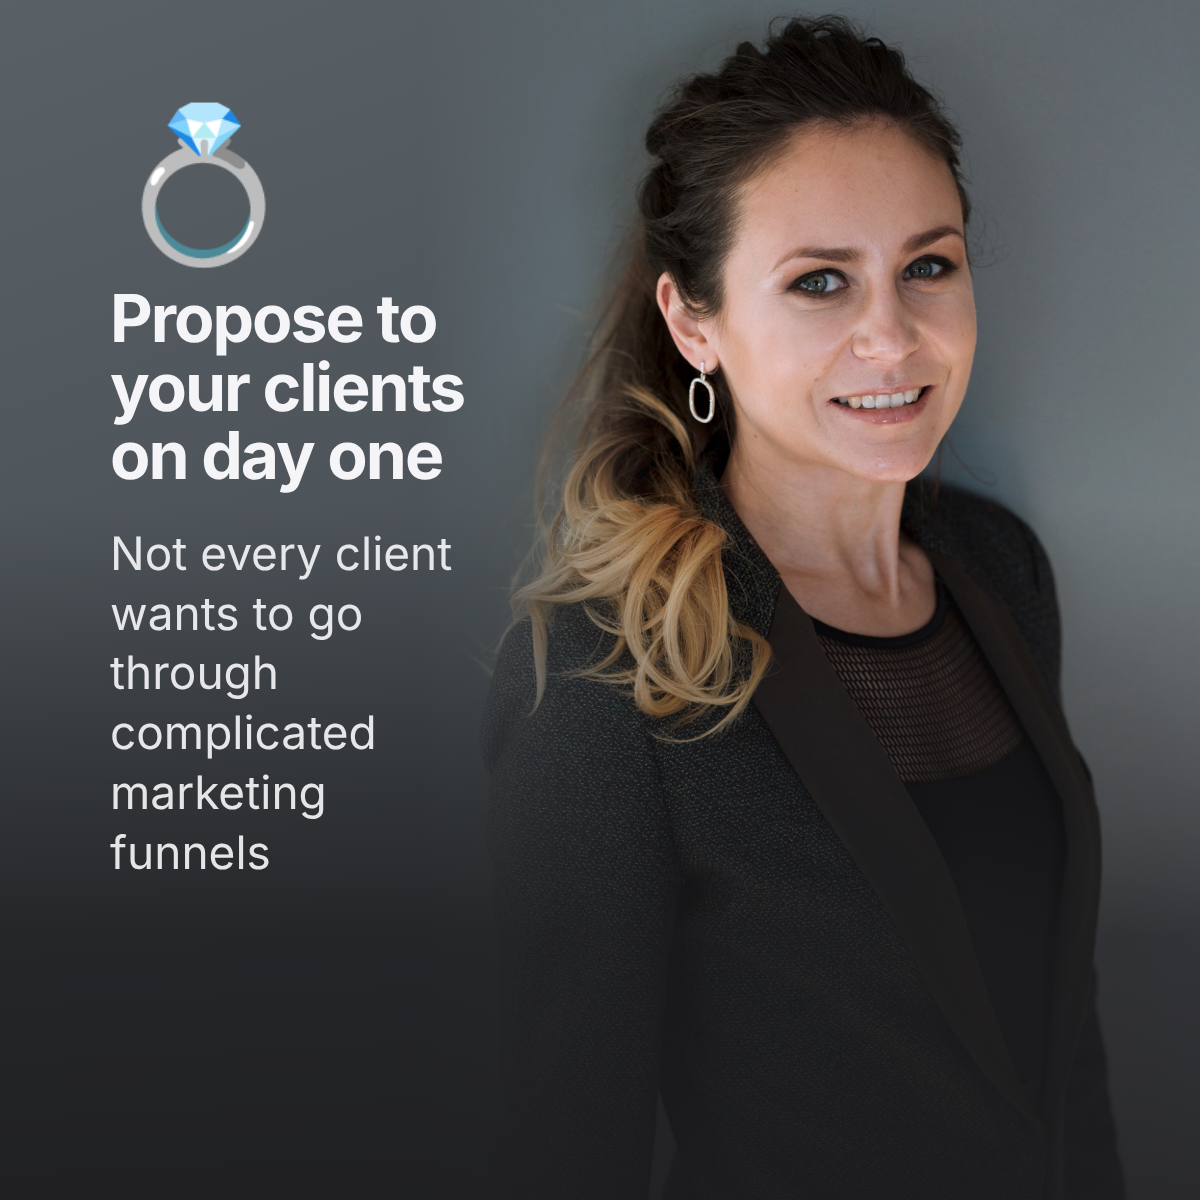 Propose to
your clients
on day one
Not every client
wants to go
through
complicated
marketing
funnels